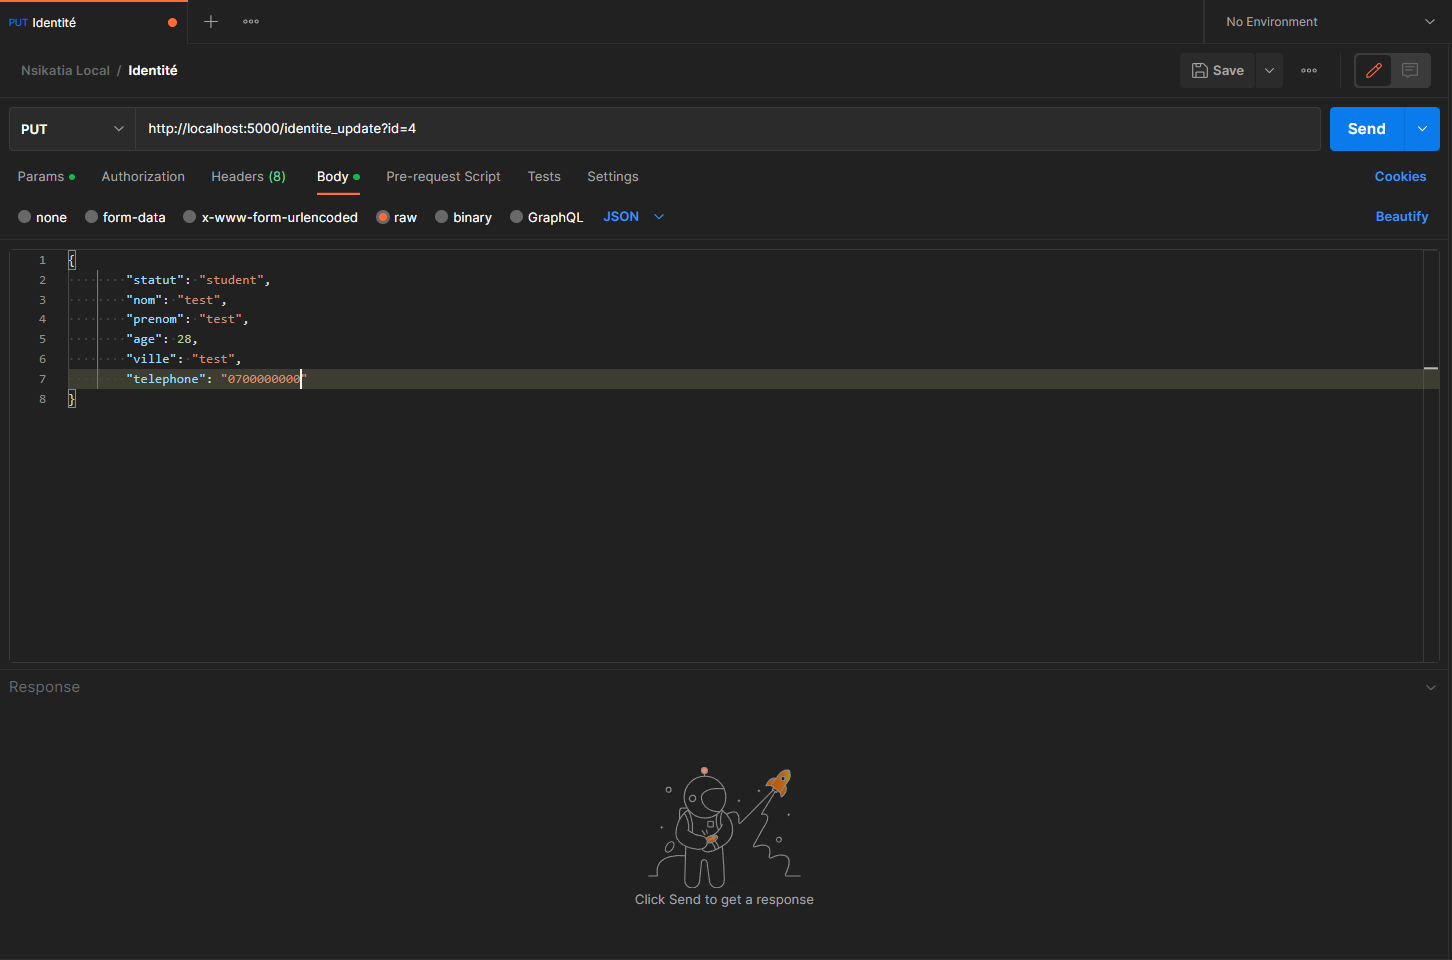 PUT Identité
No Environment
Nsikatia Local / Identité
Save
PUT http://localhost:5000/identite_update?id=4 Send
Params Authorization Headers (8) Body Pre-request Script Tests Settings Cookies
none form-data x-www-form-urlencoded raw binary GraphQL JSON Beautify
1 {
2 "statut": "student",
3 "nom": "test",
4 "prenom": "test",
5 "age": 28,
6 "ville": "test",
7 "telephone": "0700000000"
8 }
Response
Click Send to get a response